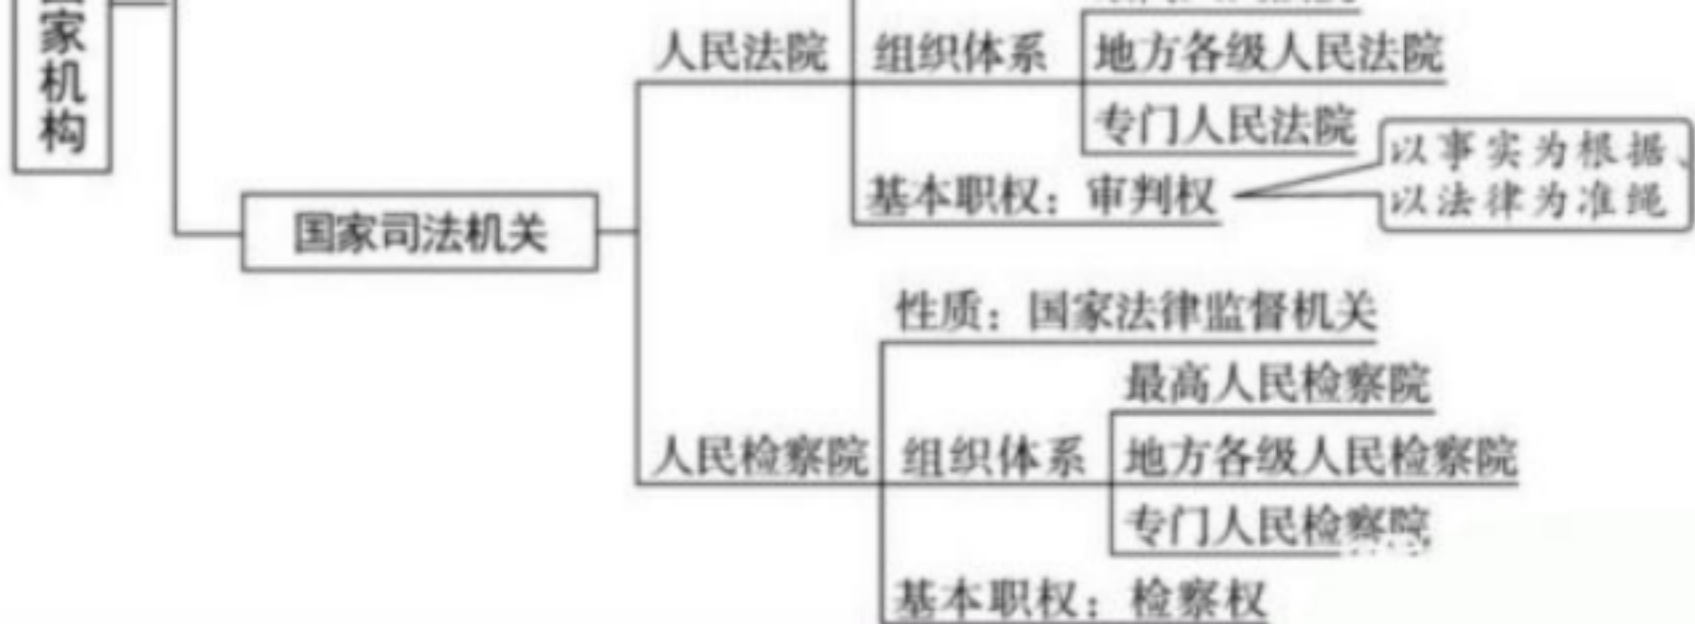 家机构
人民法院
组织体系
地方各级人民法院
专门人民法院
基本职权：审判权
以事实为根据、
以法律为准绳
国家司法机关
性质：国家法律监督机关
最高人民检察院
人民检察院
组织体系
地方各级人民检察院
专门人民检察院
基本职权：检察权